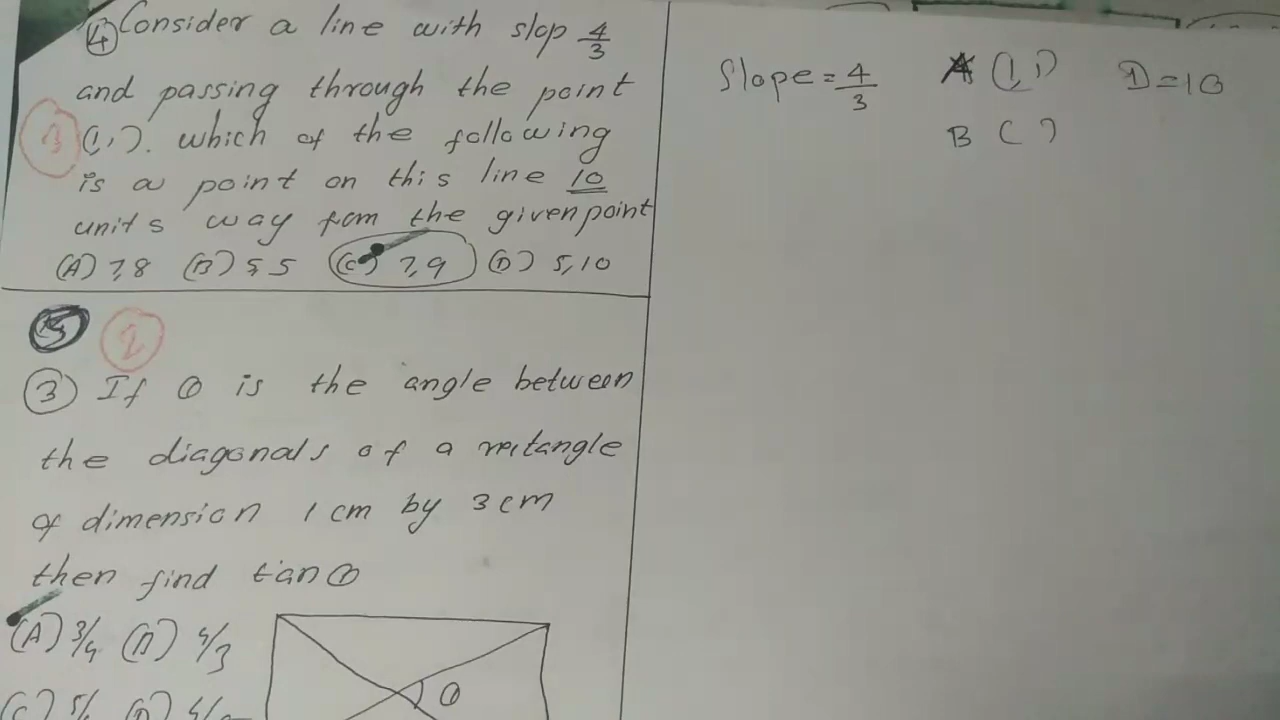 ④ Consider a line with slop 4/3
and passing through the point
(1,1). which of the following
is a point on this line 10
units way fom the given point
(A) 7,8 (B) 5,5 (C) 7,9 (D) 5,10
2
③ If θ is the angle between
the diagonals of a rectangle
of dimension 1 cm by 3 cm
then find tan θ
(A) 3/4 (B) 4/3
θ
Slope = 4/3 A (1,1) D=10
B ( , )